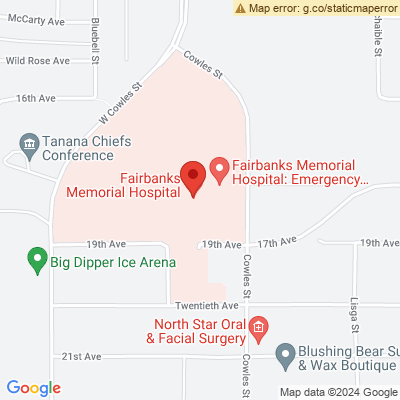 Map error: g.co/staticmaperror
McCarty Ave
Bluebell St
Cowles St
Wild Rose Ave
16th Ave
W Cowles St
Tanana Chiefs
Conference
Fairbanks
Memorial Hospital
Fairbanks Memorial
Hospital: Emergency...
19th Ave
19th Ave
17th Ave
19th Ave
Big Dipper Ice Arena
Cowles St
Twentieth Ave
Lisga St
North Star Oral
& Facial Surgery
21st Ave
Blushing Bear Su
& Wax Boutique
Cowles St
Google
Map data ©2024 Google